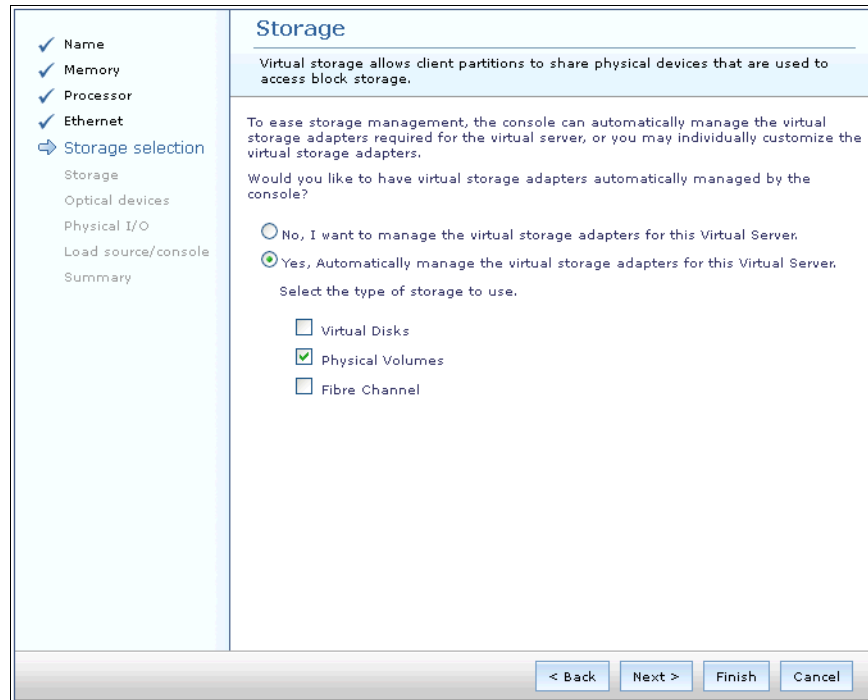 Name
Memory
Processor
Ethernet
Storage selection
Storage
Optical devices
Physical I/O
Load source/console
Summary
Storage
Virtual storage allows client partitions to share physical devices that are used to
access block storage.
To ease storage management, the console can automatically manage the virtual
storage adapters required for the virtual server, or you may individually customize the
virtual storage adapters.
Would you like to have virtual storage adapters automatically managed by the
console?
No, I want to manage the virtual storage adapters for this Virtual Server.
Yes, Automatically manage the virtual storage adapters for this Virtual Server.
Select the type of storage to use.
Virtual Disks
Physical Volumes
Fibre Channel
< Back Next > Finish Cancel